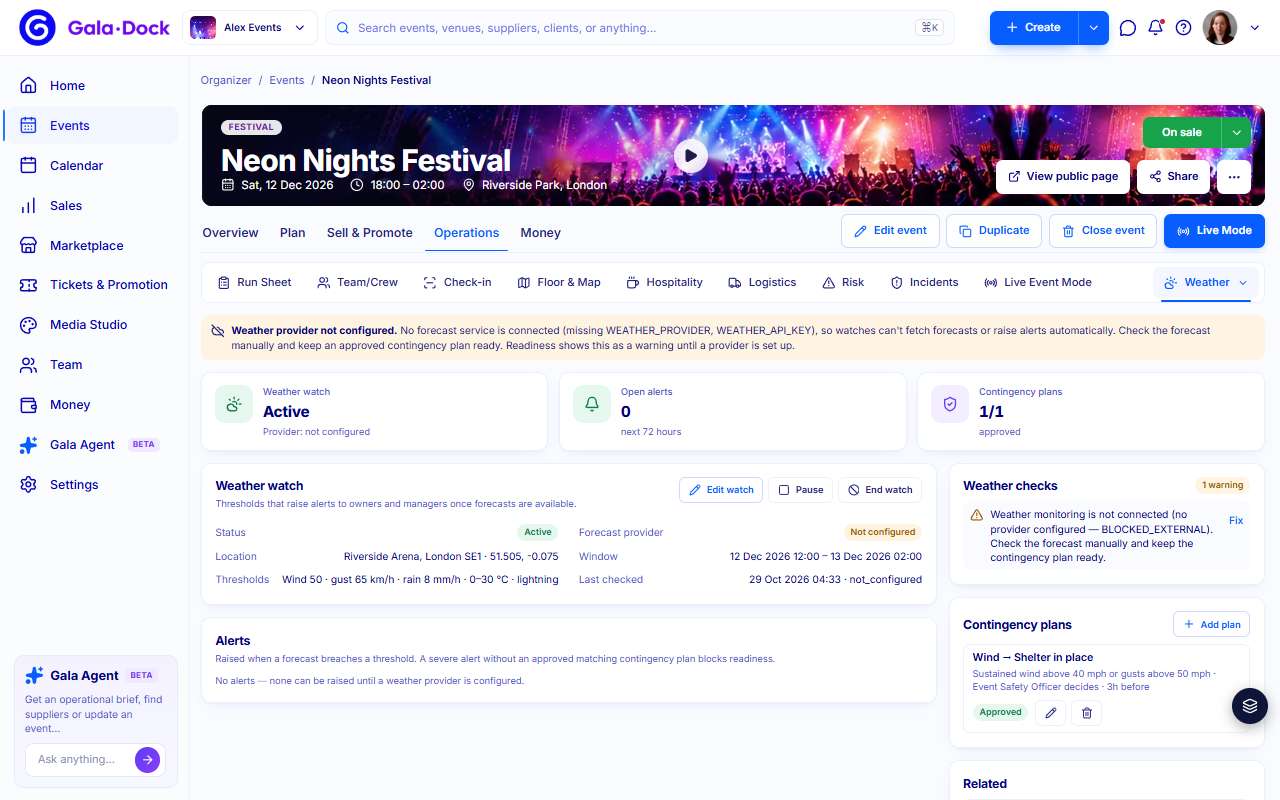 Gala·Dock
Alex Events
Search events, venues, suppliers, clients, or anything...
⌘K
Create
Home
Events
Calendar
Sales
Marketplace
Tickets & Promotion
Media Studio
Team
Money
Gala Agent BETA
Settings
Gala Agent BETA
Get an operational brief, find
suppliers or update an
event...
Ask anything...
Organizer / Events / Neon Nights Festival
FESTIVAL
Neon Nights Festival
Sat, 12 Dec 2026 18:00 – 02:00 Riverside Park, London
On sale
View public page
Share
Overview
Plan
Sell & Promote
Operations
Money
Edit event
Duplicate
Close event
Live Mode
Run Sheet
Team/Crew
Check-in
Floor & Map
Hospitality
Logistics
Risk
Incidents
Live Event Mode
Weather
Weather provider not configured. No forecast service is connected (missing WEATHER_PROVIDER, WEATHER_API_KEY), so watches can't fetch forecasts or raise alerts automatically. Check the forecast
manually and keep an approved contingency plan ready. Readiness shows this as a warning until a provider is set up.
Weather watch
Active
Provider: not configured
Open alerts
0
next 72 hours
Contingency plans
1/1
approved
Weather watch
Thresholds that raise alerts to owners and managers once forecasts are available.
Edit watch
Pause
End watch
Status Active
Forecast provider Not configured
Location Riverside Arena, London SE1 · 51.505, -0.075
Window 12 Dec 2026 12:00 – 13 Dec 2026 02:00
Thresholds Wind 50 · gust 65 km/h · rain 8 mm/h · 0–30 °C · lightning
Last checked 29 Oct 2026 04:33 · not_configured
Alerts
Raised when a forecast breaches a threshold. A severe alert without an approved matching contingency plan blocks readiness.
No alerts — none can be raised until a weather provider is configured.
Weather checks
1 warning
Weather monitoring is not connected (no
provider configured — BLOCKED_EXTERNAL).
Check the forecast manually and keep the
contingency plan ready.
Fix
Contingency plans
Add plan
Wind → Shelter in place
Sustained wind above 40 mph or gusts above 50 mph ·
Event Safety Officer decides · 3h before
Approved
Related